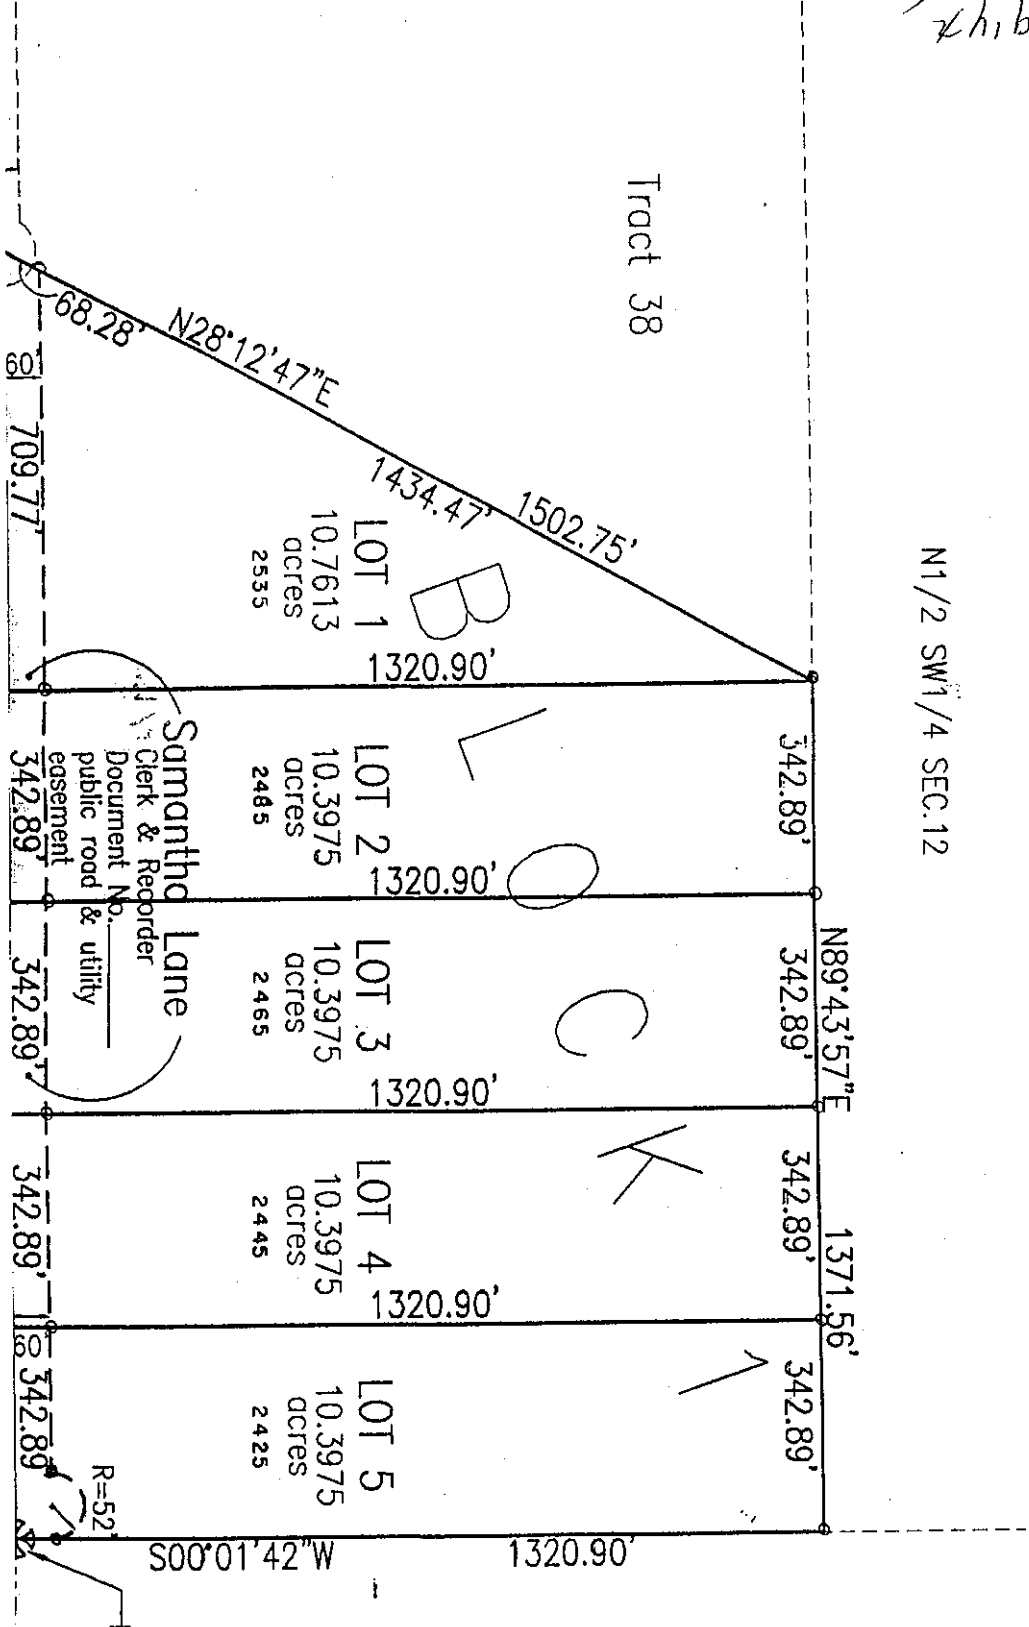 N1/2 SW1/4 SEC.12
Tract 38
N89°43'57"E 1371.56'
342.89' 342.89' 342.89' 342.89'
N28°12'47"E 1502.75'
68.28' 1434.47'
BLOCK 1
LOT 1
10.7613
acres
2535
1320.90'
LOT 2
10.3975
acres
2485
1320.90'
LOT 3
10.3975
acres
2465
1320.90'
LOT 4
10.3975
acres
2445
1320.90'
LOT 5
10.3975
acres
2425
S00°01'42"W 1320.90'
Samantha Lane
Clerk & Recorder
Document No.
public road & utility
easement
R=52'
60' 60'
709.77' 342.89' 342.89' 342.89' 342.89